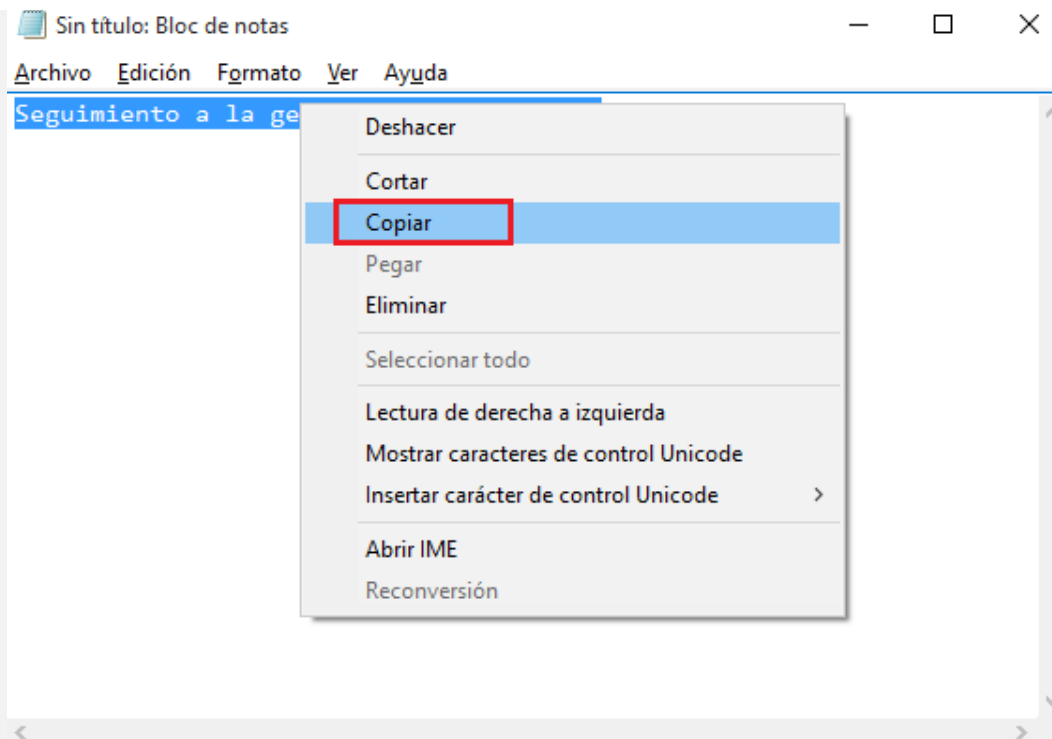 Sin título: Bloc de notas
Archivo Edición Formato Ver Ayuda
Seguimiento a la
Deshacer
Cortar
Copiar
Pegar
Eliminar
Seleccionar todo
Lectura de derecha a izquierda
Mostrar caracteres de control Unicode
Insertar carácter de control Unicode
Abrir IME
Reconversión